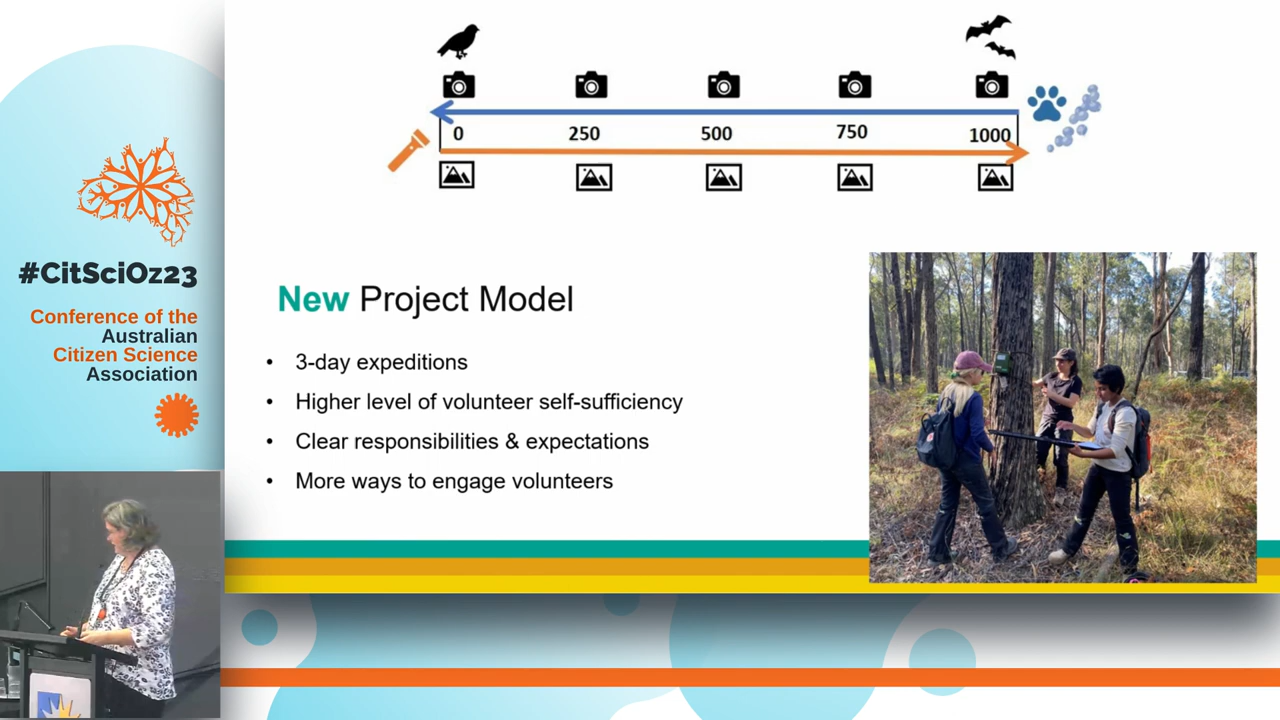 #CitSciOz23
Conference of the
Australian
Citizen Science
Association
0 250 500 750 1000
New Project Model
• 3-day expeditions
• Higher level of volunteer self-sufficiency
• Clear responsibilities & expectations
• More ways to engage volunteers